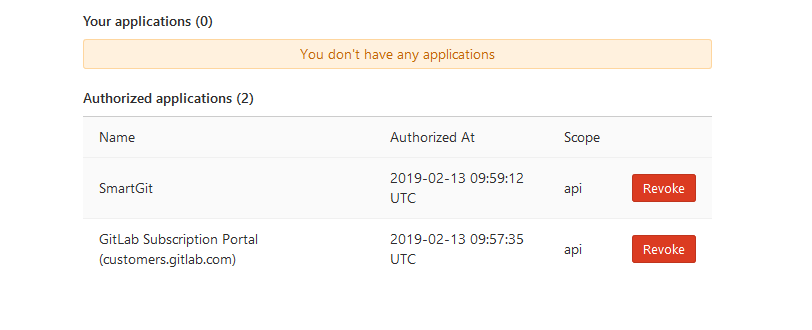 Your applications (0)
You don't have any applications
Authorized applications (2)
Name Authorized At Scope
SmartGit 2019-02-13 09:59:12 UTC api Revoke
GitLab Subscription Portal (customers.gitlab.com) 2019-02-13 09:57:35 UTC api Revoke